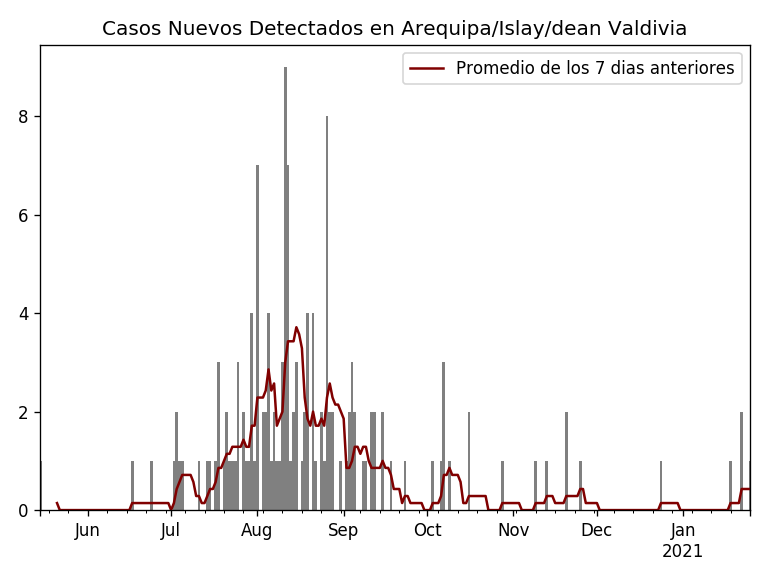 Casos Nuevos Detectados en Arequipa/Islay/dean Valdivia
Promedio de los 7 dias anteriores
8
6
4
2
0
Jun Jul Aug Sep Oct Nov Dec Jan
2021